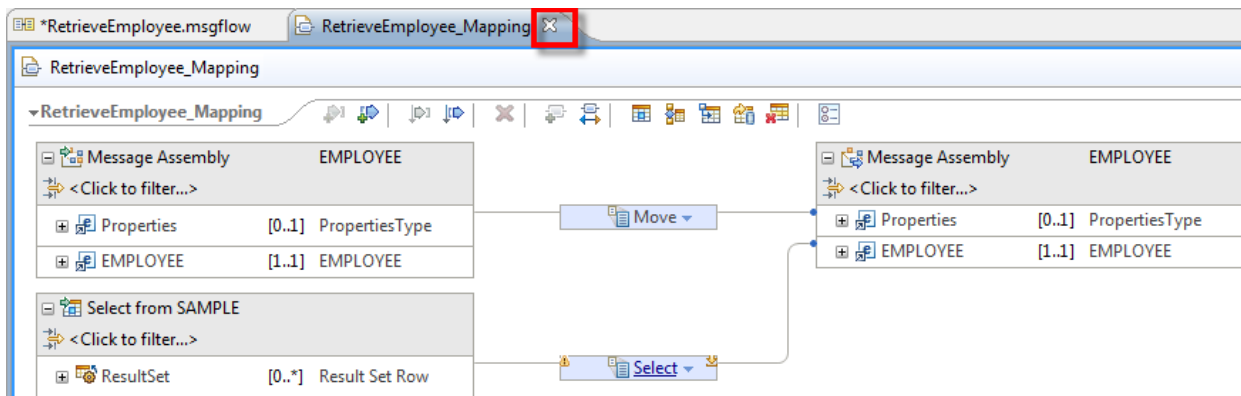 *RetrieveEmployee.msgflow RetrieveEmployee_Mapping
RetrieveEmployee_Mapping
RetrieveEmployee_Mapping
Message Assembly EMPLOYEE
<Click to filter...>
Properties [0..1] PropertiesType
EMPLOYEE [1..1] EMPLOYEE
Select from SAMPLE
<Click to filter...>
ResultSet [0..*] Result Set Row
Move
Select
Message Assembly EMPLOYEE
<Click to filter...>
Properties [0..1] PropertiesType
EMPLOYEE [1..1] EMPLOYEE